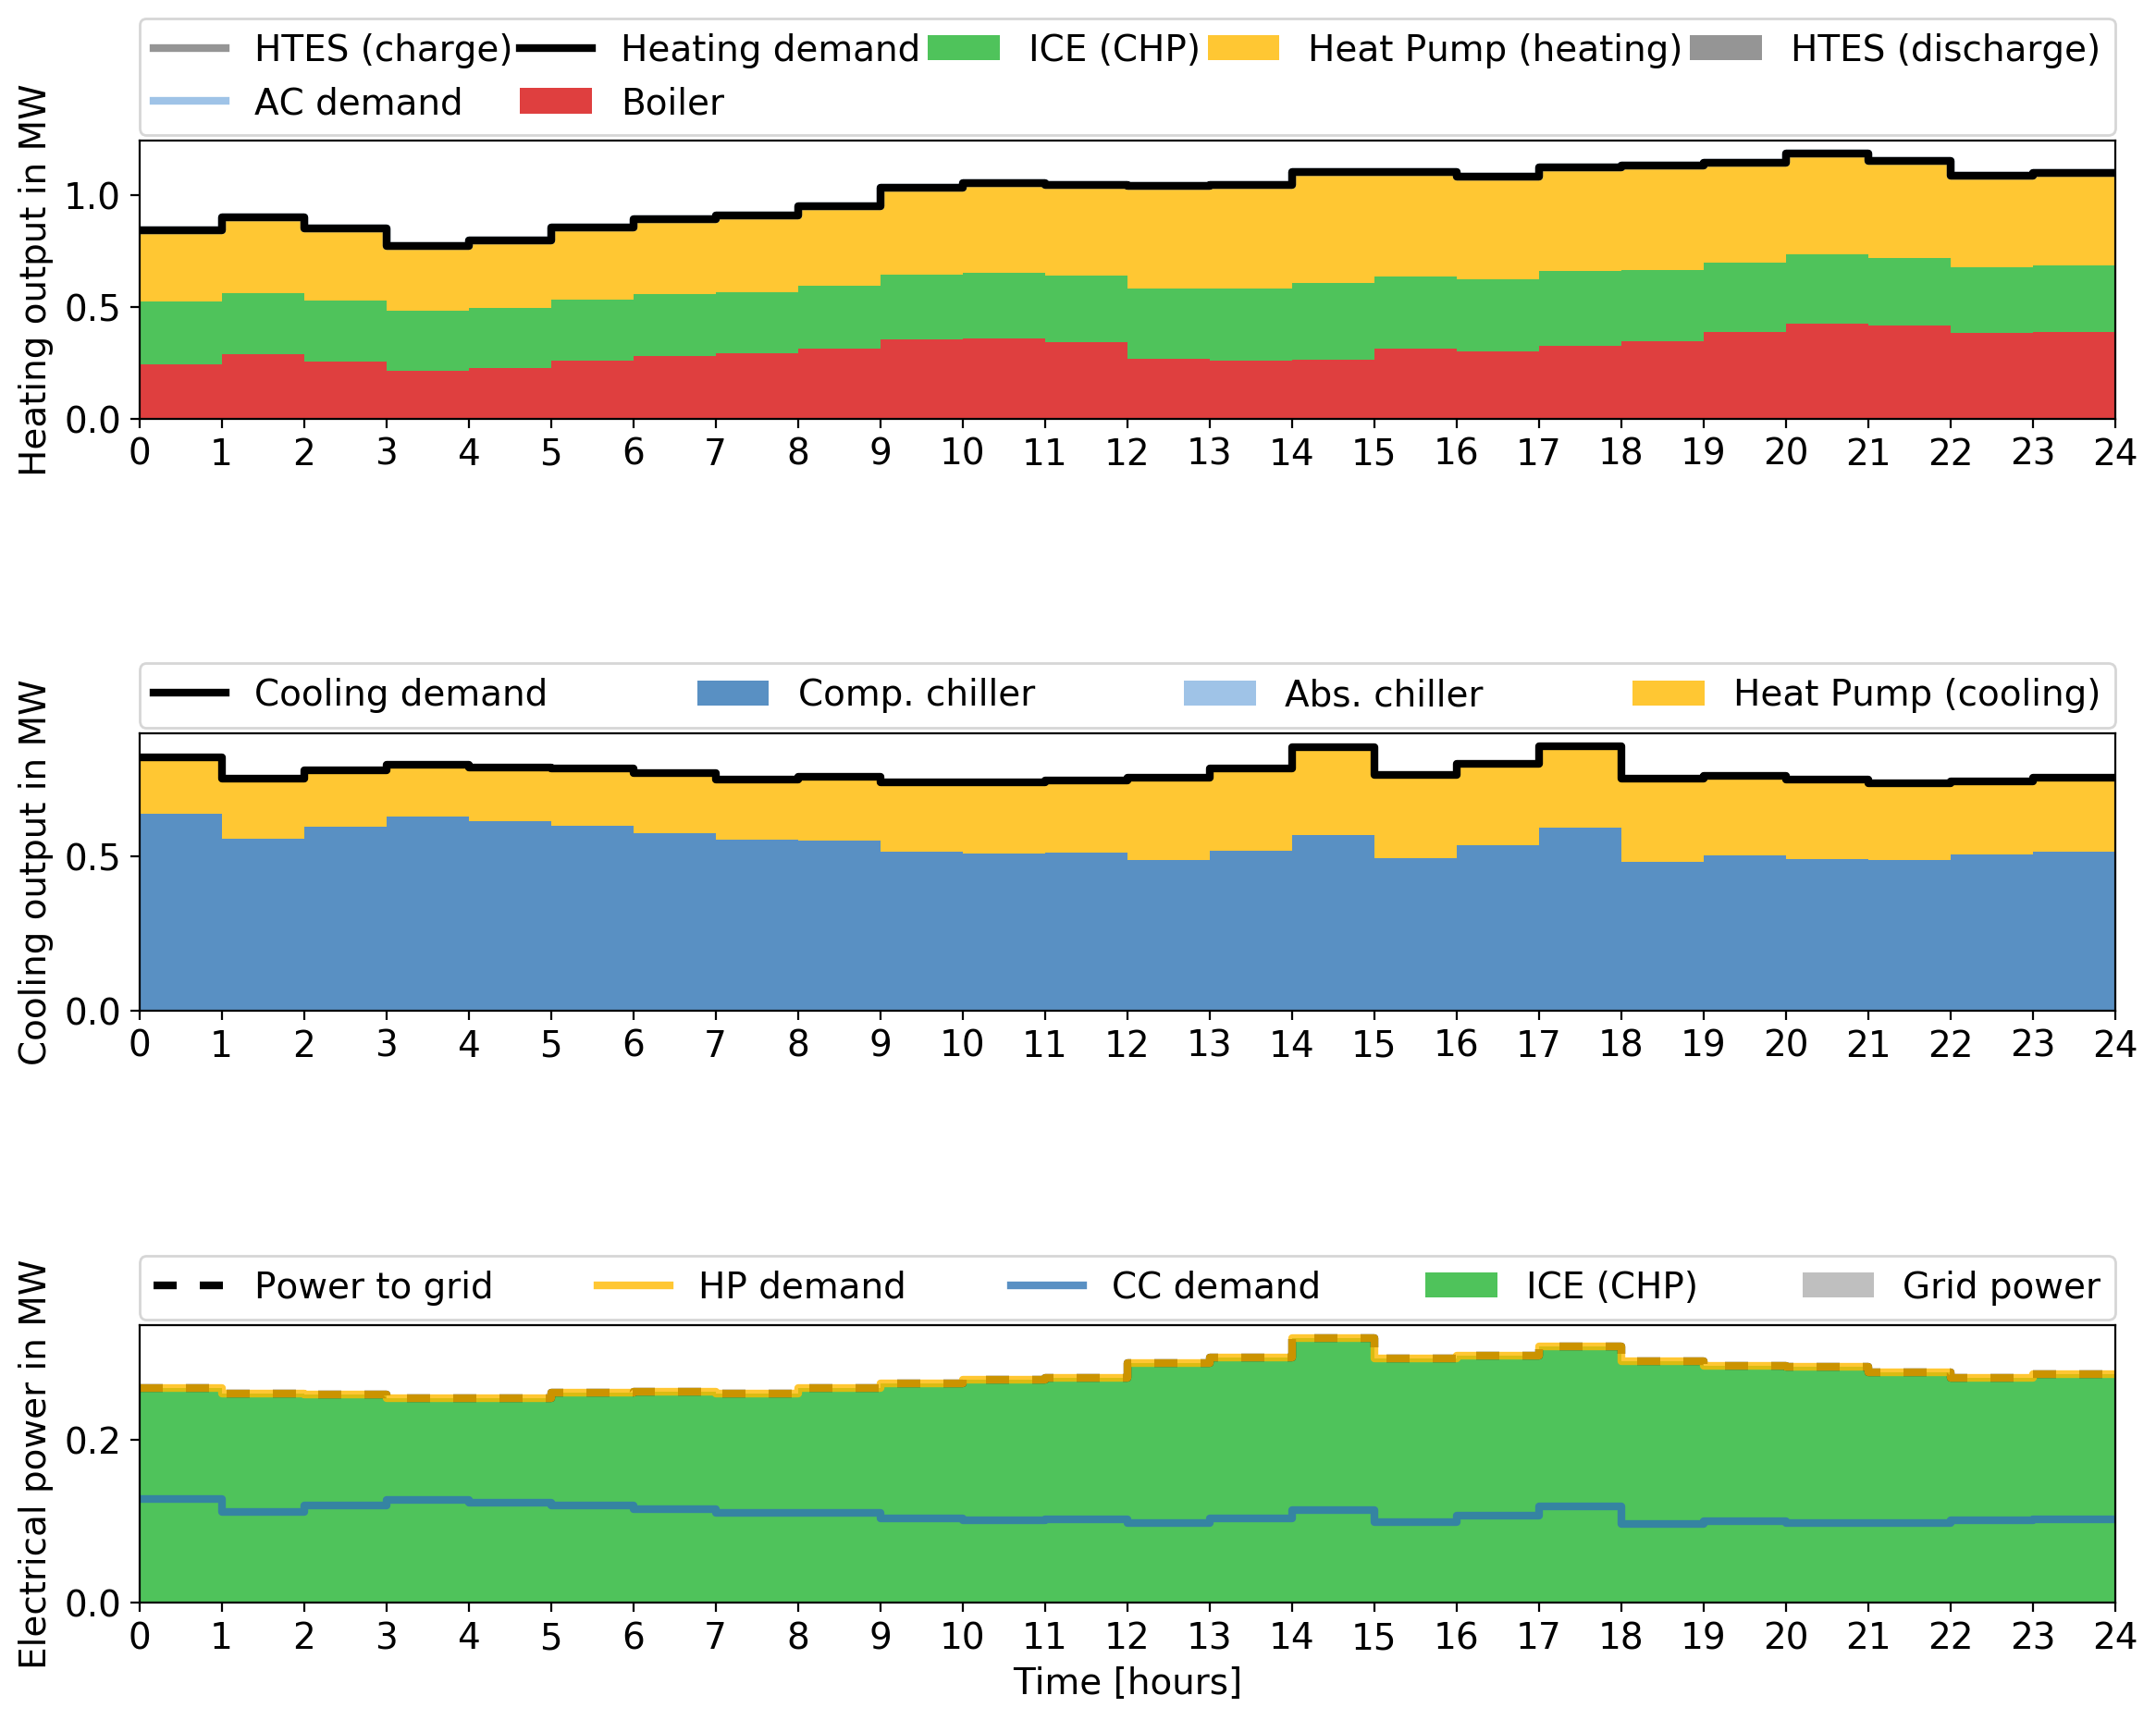 HTES (charge) Heating demand ICE (CHP) Heat Pump (heating) HTES (discharge)
AC demand Boiler
Heating output in MW
1.0
0.5
0.0
0 1 2 3 4 5 6 7 8 9 10 11 12 13 14 15 16 17 18 19 20 21 22 23 24
Cooling demand Comp. chiller Abs. chiller Heat Pump (cooling)
Cooling output in MW
0.5
0.0
0 1 2 3 4 5 6 7 8 9 10 11 12 13 14 15 16 17 18 19 20 21 22 23 24
Power to grid HP demand CC demand ICE (CHP) Grid power
Electrical power in MW
0.2
0.0
0 1 2 3 4 5 6 7 8 9 10 11 12 13 14 15 16 17 18 19 20 21 22 23 24
Time [hours]